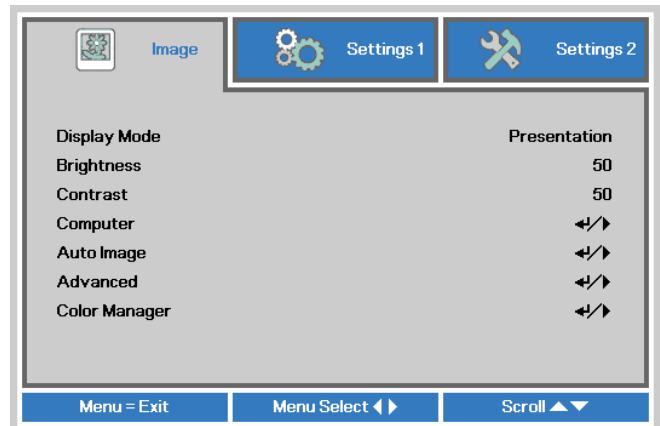 Image Settings 1 Settings 2
Display Mode Presentation
Brightness 50
Contrast 50
Computer ↵/▶
Auto Image ↵/▶
Advanced ↵/▶
Color Manager ↵/▶
Menu = Exit Menu Select ◀ ▶ Scroll ▲▼